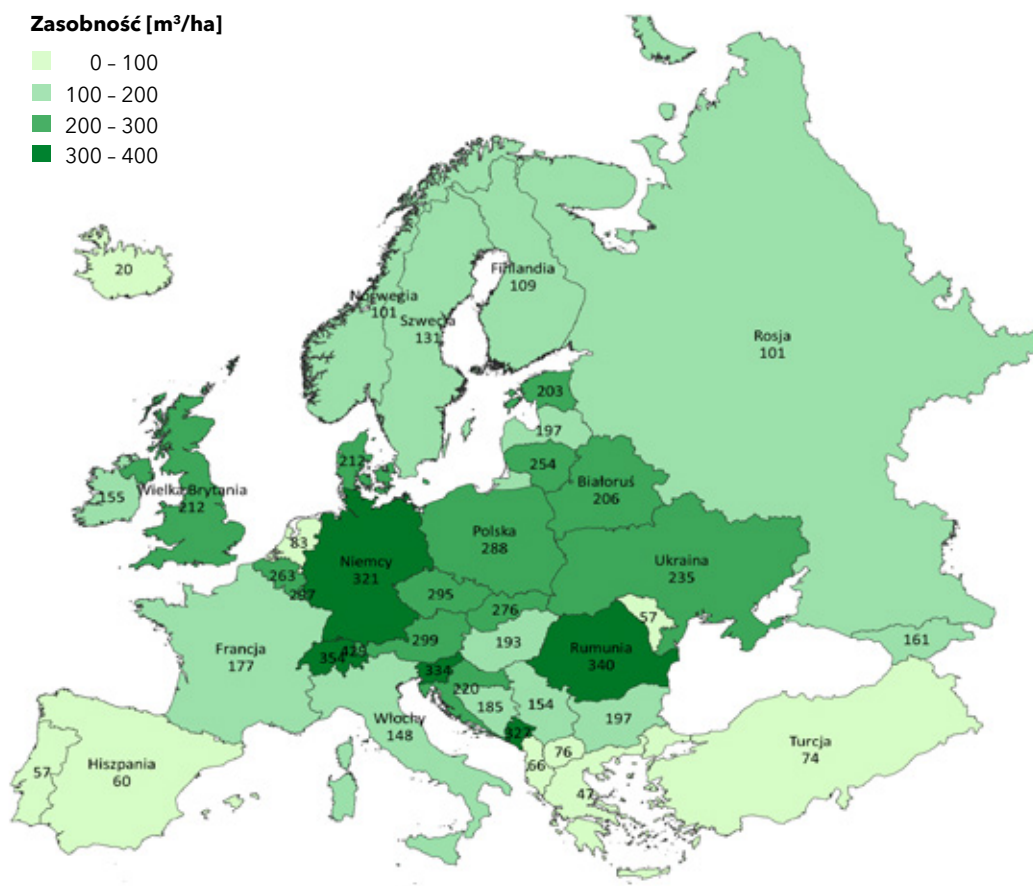 Zasobność [m³/ha]
0 – 100
100 – 200
200 – 300
300 – 400
20
Finlandia
109
Norwegia
101
Szwecja
131
Rosja
101
203
197
212
254
Białoruś
206
155
Wielka Brytania
212
Polska
288
83
Niemcy
321
Ukraina
235
263
297
295
276
57
299
193
161
Francja
177
354
429
334
Rumunia
340
220
185
154
197
Włochy
148
327
76
66
Turcja
74
57
Hiszpania
60
47